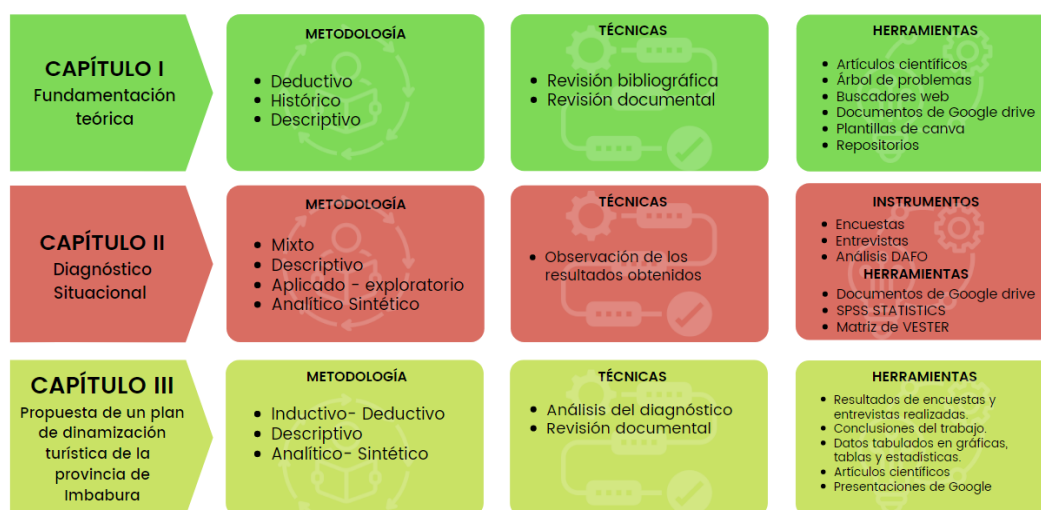 CAPÍTULO I
Fundamentación
teórica
METODOLOGÍA
• Deductivo
• Histórico
• Descriptivo
TÉCNICAS
• Revisión bibliográfica
• Revisión documental
HERRAMIENTAS
• Artículos científicos
• Árbol de problemas
• Buscadores web
• Documentos de Google drive
• Plantillas de canva
• Repositorios
CAPÍTULO II
Diagnóstico
Situacional
METODOLOGÍA
• Mixto
• Descriptivo
• Aplicado - exploratorio
• Analítico Sintético
TÉCNICAS
• Observación de los
resultados obtenidos
INSTRUMENTOS
• Encuestas
• Entrevistas
• Análisis DAFO
HERRAMIENTAS
• Documentos de Google drive
• SPSS STATISTICS
• Matriz de VESTER
CAPÍTULO III
Propuesta de un plan
de dinamización
turística de la
provincia de
Imbabura
METODOLOGÍA
• Inductivo- Deductivo
• Descriptivo
• Analítico- Sintético
TÉCNICAS
• Análisis del diagnóstico
• Revisión documental
HERRAMIENTAS
• Resultados de encuestas y
entrevistas realizadas.
• Conclusiones del trabajo.
• Datos tabulados en gráficas,
tablas y estadísticas.
• Artículos científicos
• Presentaciones de Google